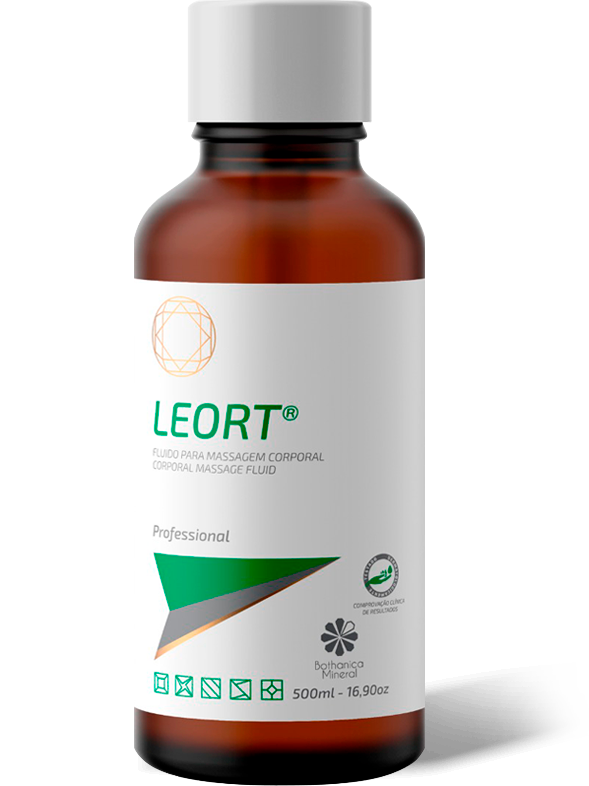 LEORT®
FLUIDO PARA MASSAGEM CORPORAL
CORPORAL MASSAGE FLUID
Professional
COMPROVAÇÃO CLÍNICA
DE RESULTADOS
Bothanica
Mineral
500ml - 16,90oz